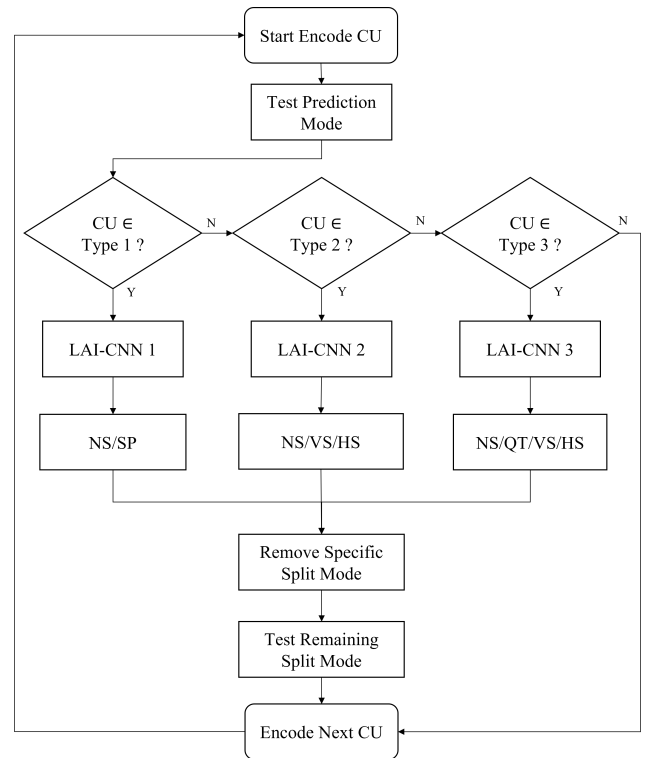 Start Encode CU
Test Prediction
Mode
CU ∈
Type 1 ?
N
CU ∈
Type 2 ?
N
CU ∈
Type 3 ?
N
Y
Y
Y
LAI-CNN 1
LAI-CNN 2
LAI-CNN 3
NS/SP
NS/VS/HS
NS/QT/VS/HS
Remove Specific
Split Mode
Test Remaining
Split Mode
Encode Next CU